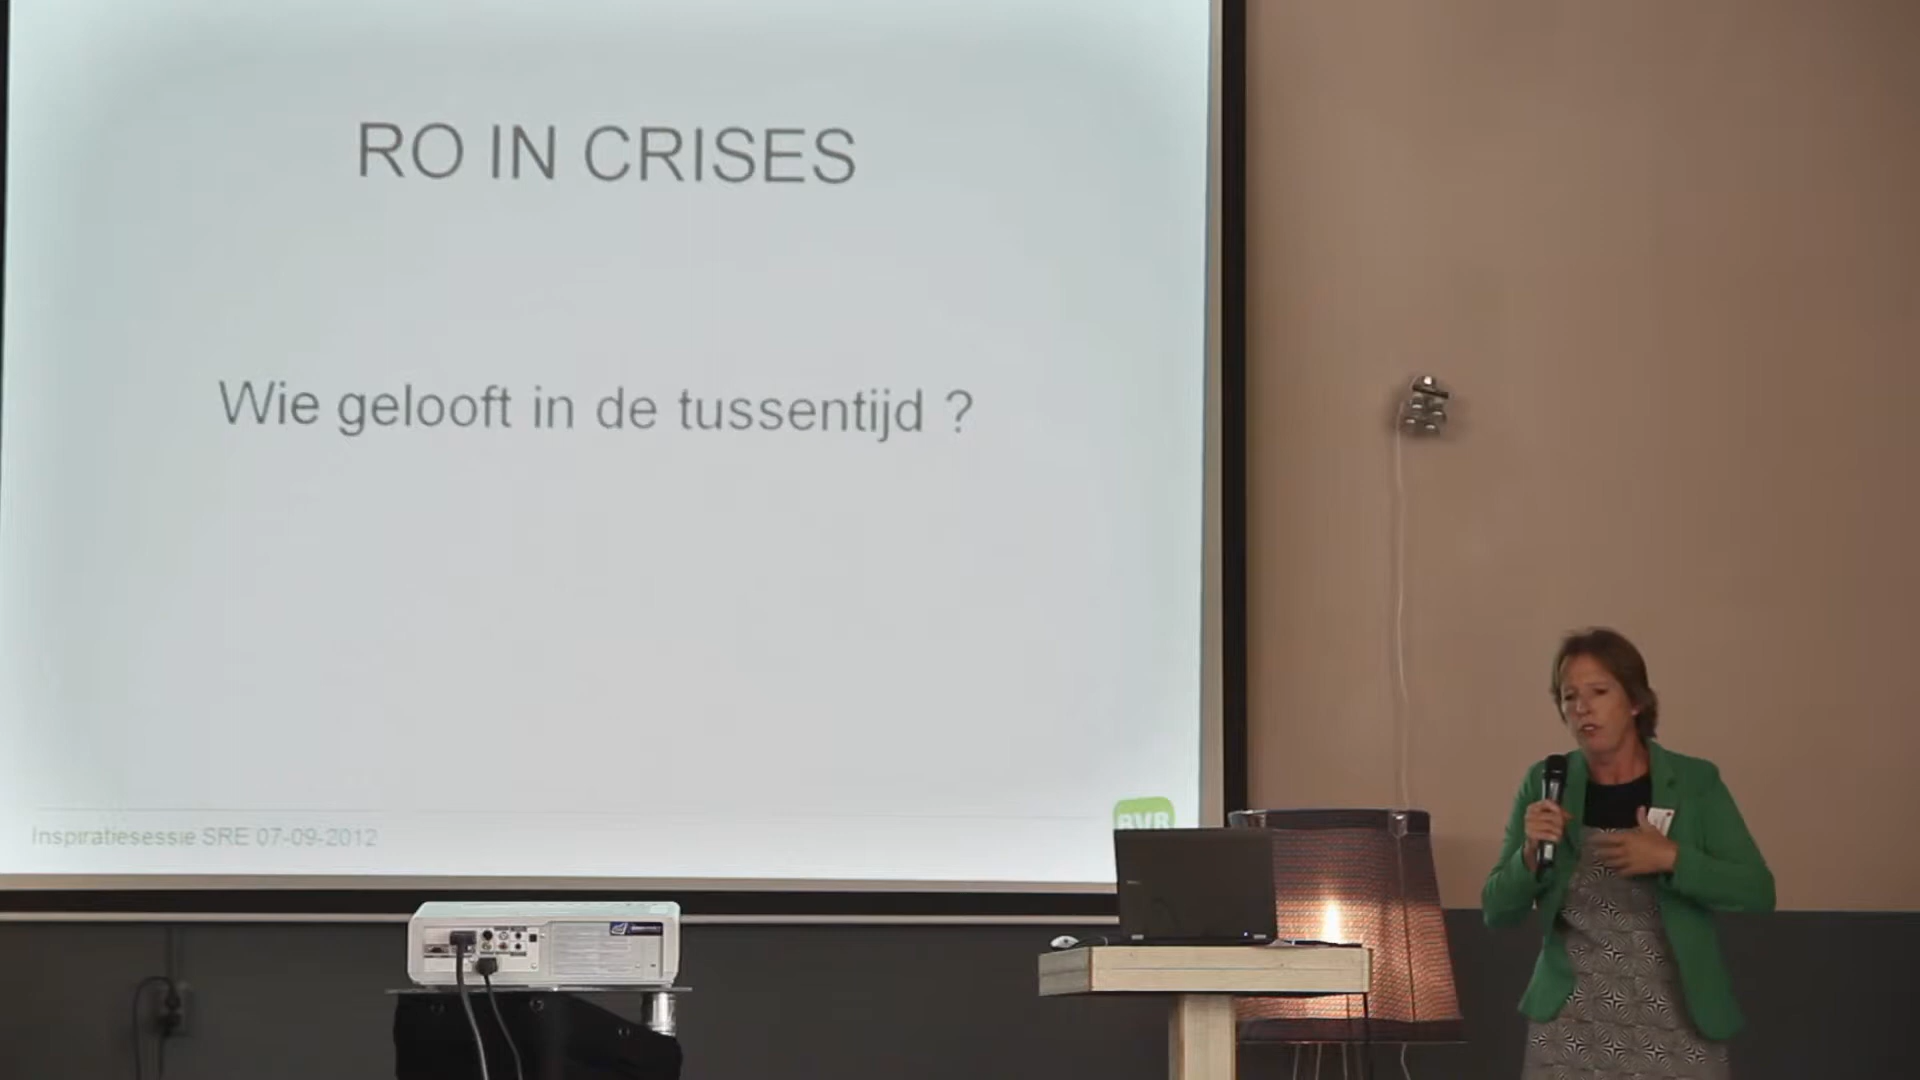 RO IN CRISES
Wie gelooft in de tussentijd ?
Inspiratiesessie SRE 07-09-2012
BVR